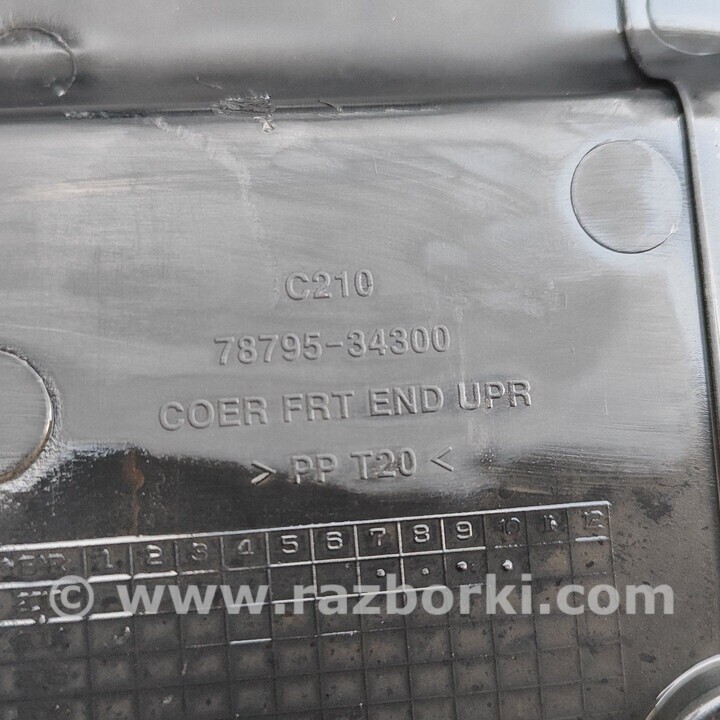 C210
78795-34300
COER FRT END UPR
> PP T20 <
1 2 3 4 5 6 7 8 9 10 11 12
© www.razborki.com